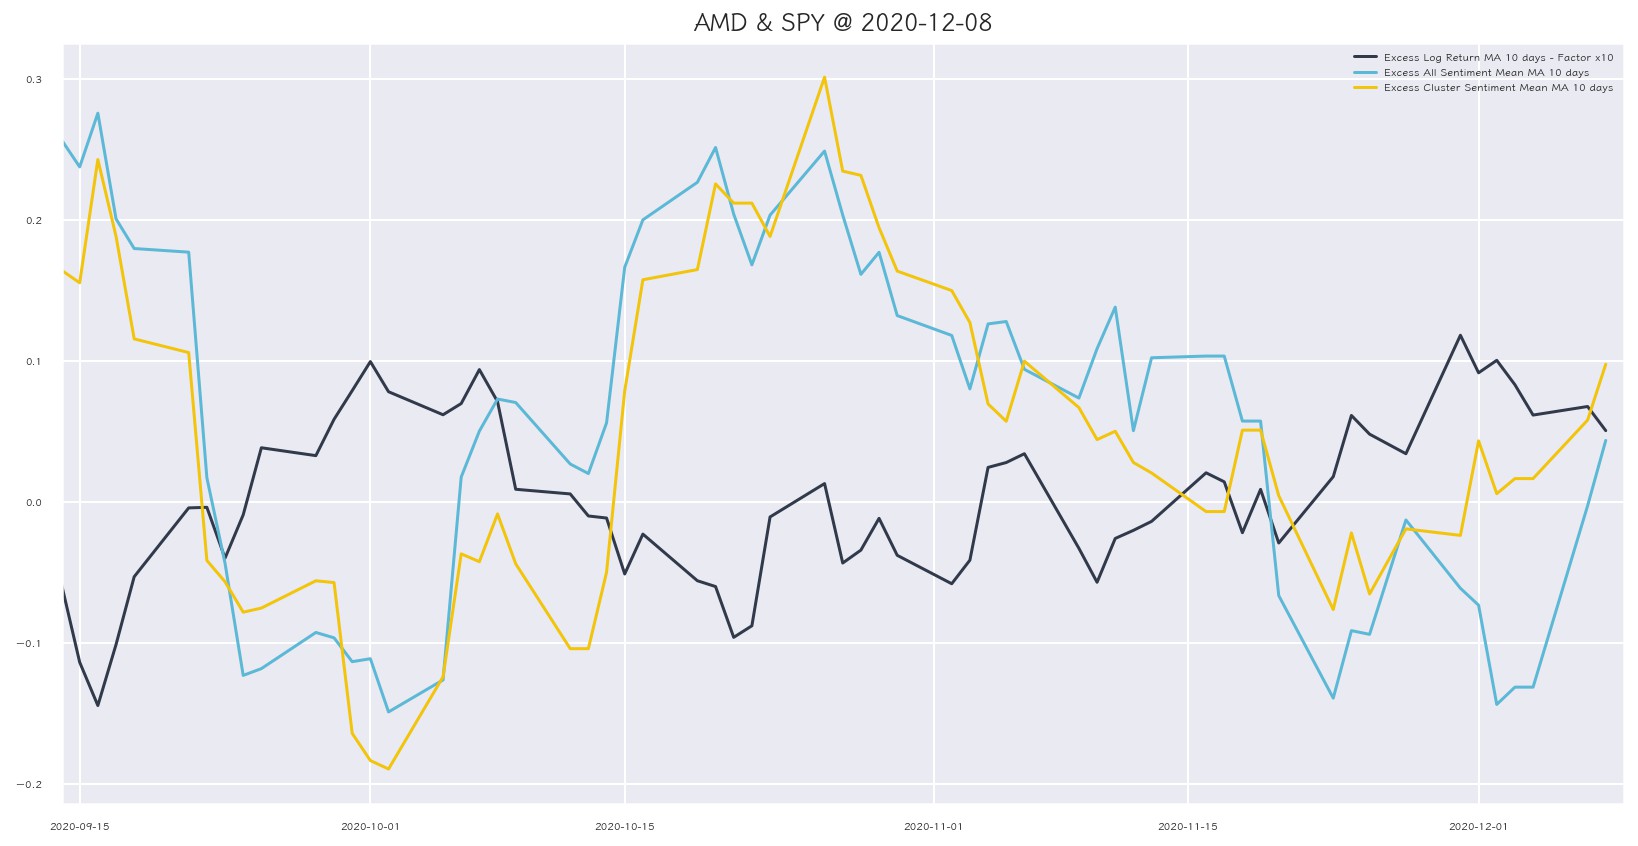 AMD & SPY @ 2020-12-08
Excess Log Return MA 10 days - Factor x10
Excess All Sentiment Mean MA 10 days
Excess Cluster Sentiment Mean MA 10 days
0.3
0.2
0.1
0.0
−0.1
−0.2
2020-09-15 2020-10-01 2020-10-15 2020-11-01 2020-11-15 2020-12-01